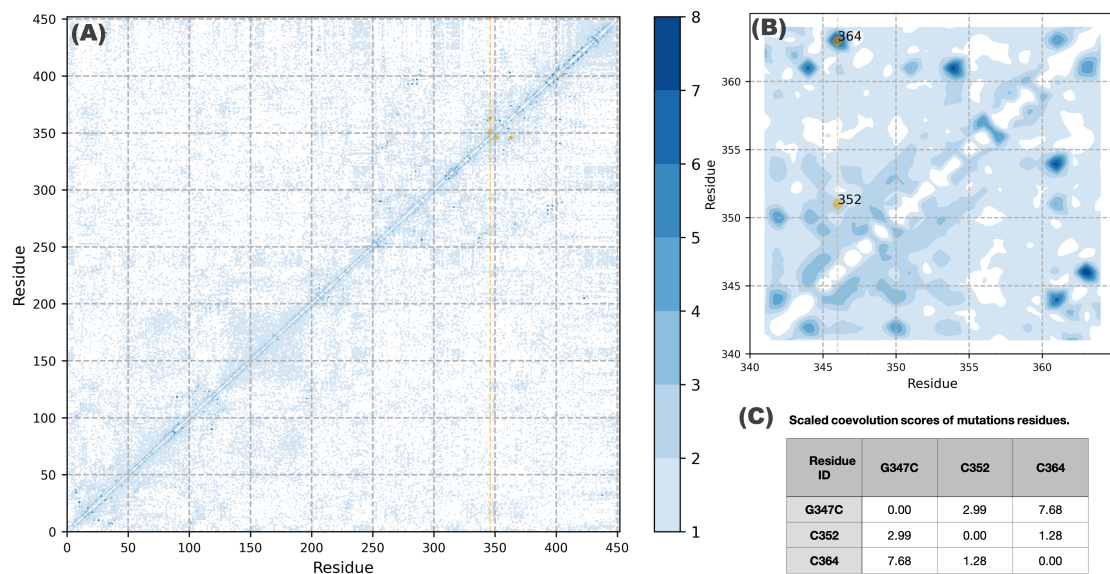 (A)
450
400
350
300
250
200
150
100
50
0
Residue
0 50 100 150 200 250 300 350 400 450
Residue
8
7
6
5
4
3
2
1
(B)
364
352
360
355
350
345
340
Residue
340 345 350 355 360
Residue
(C) Scaled coevolution scores of mutations residues.
Residue ID G347C C352 C364
G347C 0.00 2.99 7.68
C352 2.99 0.00 1.28
C364 7.68 1.28 0.00